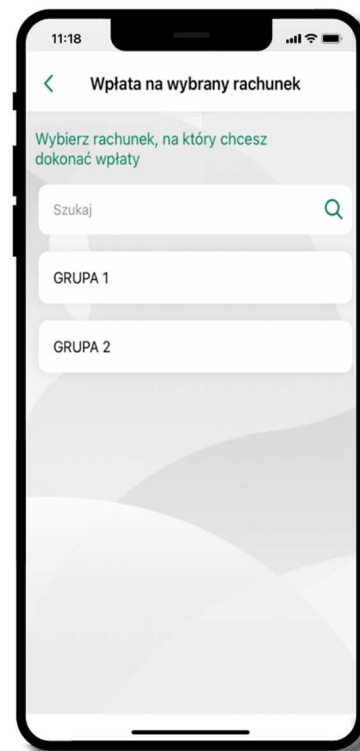 11:18
Wpłata na wybrany rachunek
Wybierz rachunek, na który chcesz
dokonać wpłaty
Szukaj
GRUPA 1
GRUPA 2